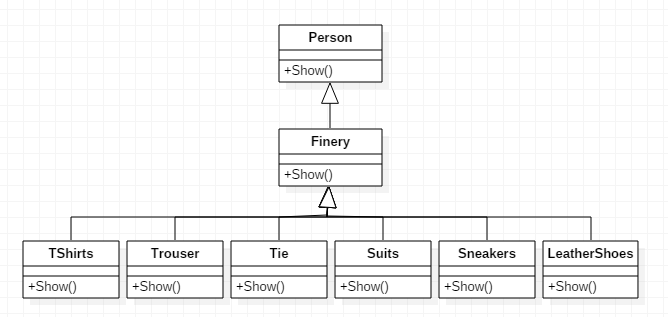 Person
+Show()
Finery
+Show()
TShirts
Trouser
Tie
Suits
Sneakers
LeatherShoes
+Show()
+Show()
+Show()
+Show()
+Show()
+Show()